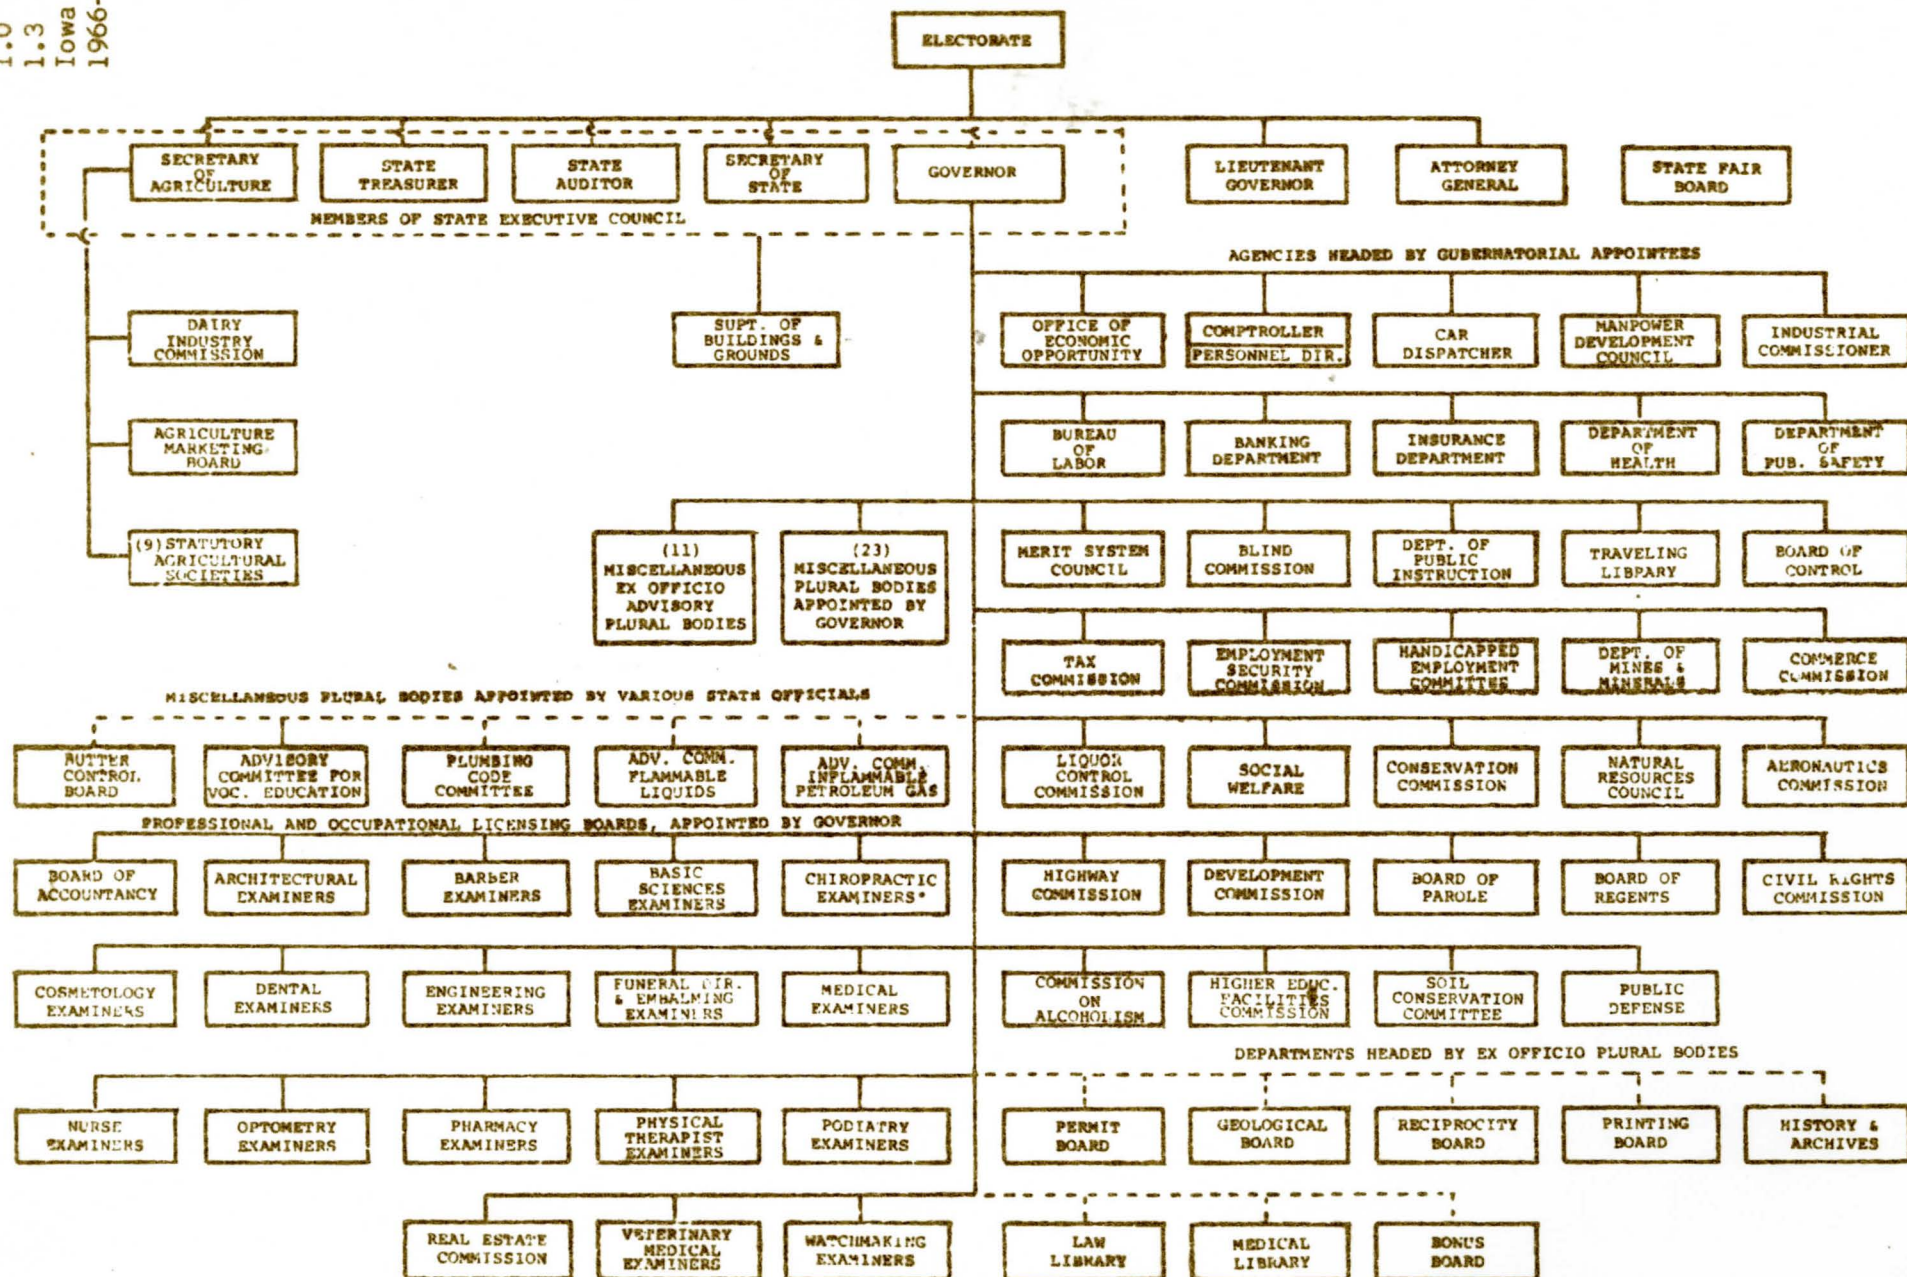 1.0
1.3
Iowa
1966-
ELECTORATE
SECRETARY
OF
AGRICULTURE
STATE
TREASURER
STATE
AUDITOR
SECRETARY
OF
STATE
GOVERNOR
LIEUTENANT
GOVERNOR
ATTORNEY
GENERAL
STATE FAIR
BOARD
MEMBERS OF STATE EXECUTIVE COUNCIL
AGENCIES HEADED BY GUBERNATORIAL APPOINTEES
DAIRY
INDUSTRY
COMMISSION
SUPT. OF
BUILDINGS &
GROUNDS
OFFICE OF
ECONOMIC
OPPORTUNITY
COMPTROLLER
PERSONNEL DIR.
CAR
DISPATCHER
MANPOWER
DEVELOPMENT
COUNCIL
INDUSTRIAL
COMMISSIONER
AGRICULTURE
MARKETING
BOARD
BUREAU
OF
LABOR
BANKING
DEPARTMENT
INSURANCE
DEPARTMENT
DEPARTMENT
OF
HEALTH
DEPARTMENT
OF
PUB. SAFETY
(9) STATUTORY
AGRICULTURAL
SOCIETIES
(11)
MISCELLANEOUS
EX OFFICIO
ADVISORY
PLURAL BODIES
(23)
MISCELLANEOUS
PLURAL BODIES
APPOINTED BY
GOVERNOR
MERIT SYSTEM
COUNCIL
BLIND
COMMISSION
DEPT. OF
PUBLIC
INSTRUCTION
TRAVELING
LIBRARY
BOARD OF
CONTROL
TAX
COMMISSION
EMPLOYMENT
SECURITY
COMMISSION
HANDICAPPED
EMPLOYMENT
COMMITTEE
DEPT. OF
MINES &
MINERALS
COMMERCE
COMMISSION
MISCELLANEOUS PLURAL BODIES APPOINTED BY VARIOUS STATE OFFICIALS
BUTTER
CONTROL
BOARD
ADVISORY
COMMITTEE FOR
VOC. EDUCATION
PLUMBING
CODE
COMMITTEE
ADV. COMM.
FLAMMABLE
LIQUIDS
ADV. COMM.
INFLAMMABLE
PETROLEUM GAS
LIQUOR
CONTROL
COMMISSION
SOCIAL
WELFARE
CONSERVATION
COMMISSION
NATURAL
RESOURCES
COUNCIL
AERONAUTICS
COMMISSION
PROFESSIONAL AND OCCUPATIONAL LICENSING BOARDS, APPOINTED BY GOVERNOR
BOARD OF
ACCOUNTANCY
ARCHITECTURAL
EXAMINERS
BARBER
EXAMINERS
BASIC
SCIENCES
EXAMINERS
CHIROPRACTIC
EXAMINERS*
HIGHWAY
COMMISSION
DEVELOPMENT
COMMISSION
BOARD OF
PAROLE
BOARD OF
REGENTS
CIVIL RIGHTS
COMMISSION
COSMETOLOGY
EXAMINERS
DENTAL
EXAMINERS
ENGINEERING
EXAMINERS
FUNERAL DIR.
& EMBALMING
EXAMINERS
MEDICAL
EXAMINERS
COMMISSION
ON
ALCOHOLISM
HIGHER EDUC.
FACILITIES
COMMISSION
SOIL
CONSERVATION
COMMITTEE
PUBLIC
DEFENSE
DEPARTMENTS HEADED BY EX OFFICIO PLURAL BODIES
NURSE
EXAMINERS
OPTOMETRY
EXAMINERS
PHARMACY
EXAMINERS
PHYSICAL
THERAPIST
EXAMINERS
PODIATRY
EXAMINERS
PERMIT
BOARD
GEOLOGICAL
BOARD
RECIPROCITY
BOARD
PRINTING
BOARD
HISTORY &
ARCHIVES
REAL ESTATE
COMMISSION
VETERINARY
MEDICAL
EXAMINERS
WATCHMAKING
EXAMINERS
LAW
LIBRARY
MEDICAL
LIBRARY
BONUS
BOARD